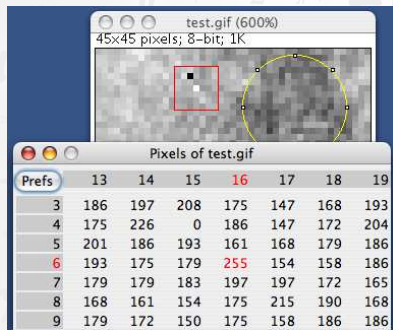 test.gif (600%)
45x45 pixels; 8-bit; 1K
Pixels of test.gif
Prefs 13 14 15 16 17 18 19
3 186 197 208 175 147 168 193
4 175 226 0 186 147 172 204
5 201 186 193 161 168 179 186
6 193 175 179 255 154 158 186
7 179 179 183 197 197 172 165
8 168 161 154 175 215 190 168
9 179 172 150 175 158 186 186